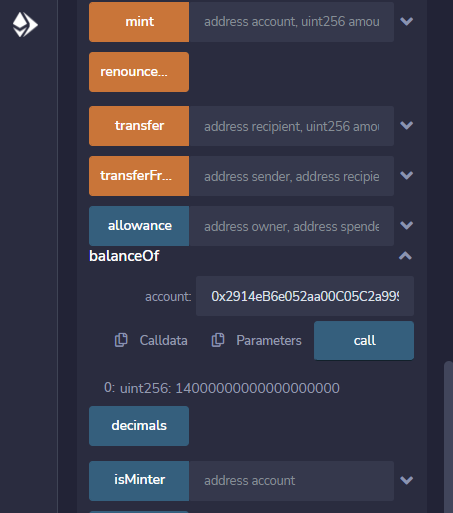 mint address account, uint256 amou
renounce...
transfer address recipient, uint256 amou
transferFr... address sender, address recipie
allowance address owner, address spende
balanceOf
account: 0x2914eB6e052aa00C05C2a999
Calldata Parameters call
0: uint256: 14000000000000000000
decimals
isMinter address account